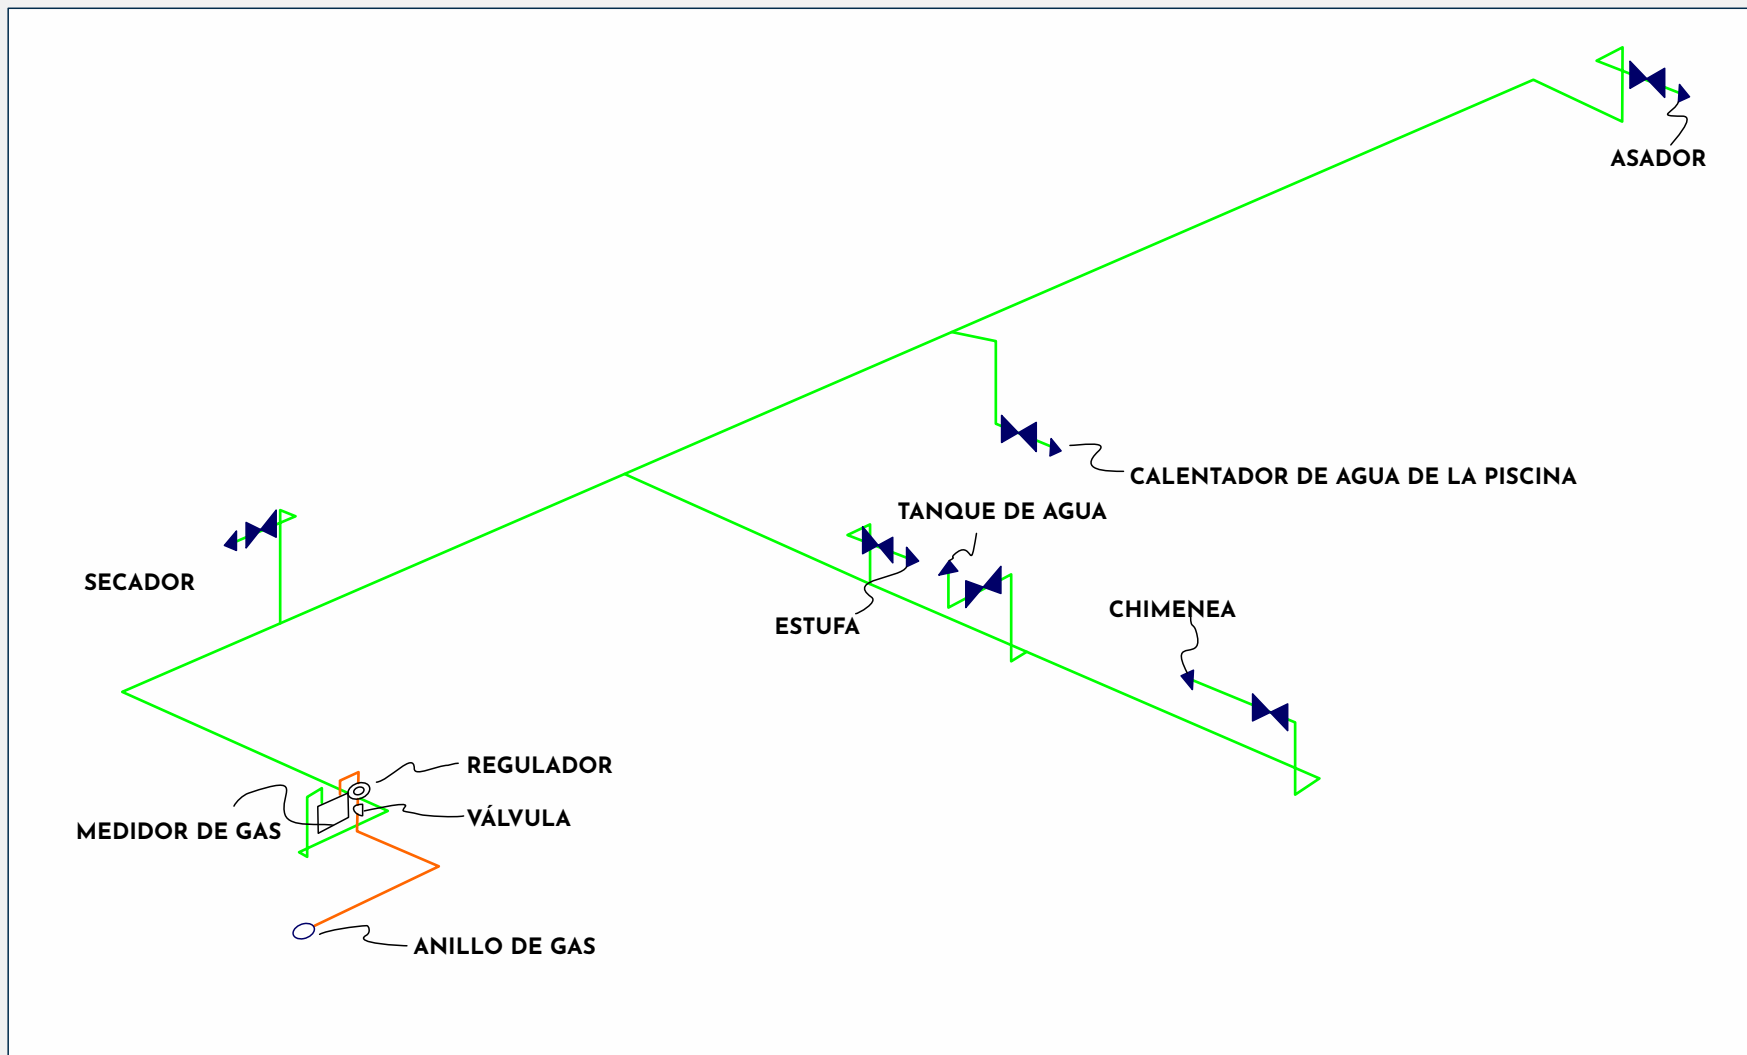 ASADOR
CALENTADOR DE AGUA DE LA PISCINA
TANQUE DE AGUA
SECADOR
ESTUFA
CHIMENEA
REGULADOR
VÁLVULA
MEDIDOR DE GAS
ANILLO DE GAS